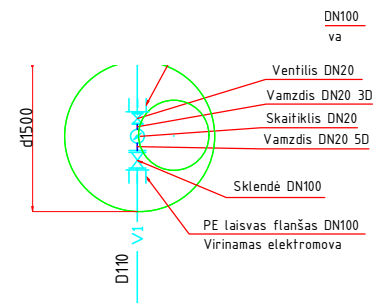 DN100
va
Ventilis DN20
Vamzdis DN20 3D
Skaitiklis DN20
Vamzdis DN20 5D
Sklendė DN100
PE laisvas flanšas DN100
Virinamas elektromova
d1500
V1
D110